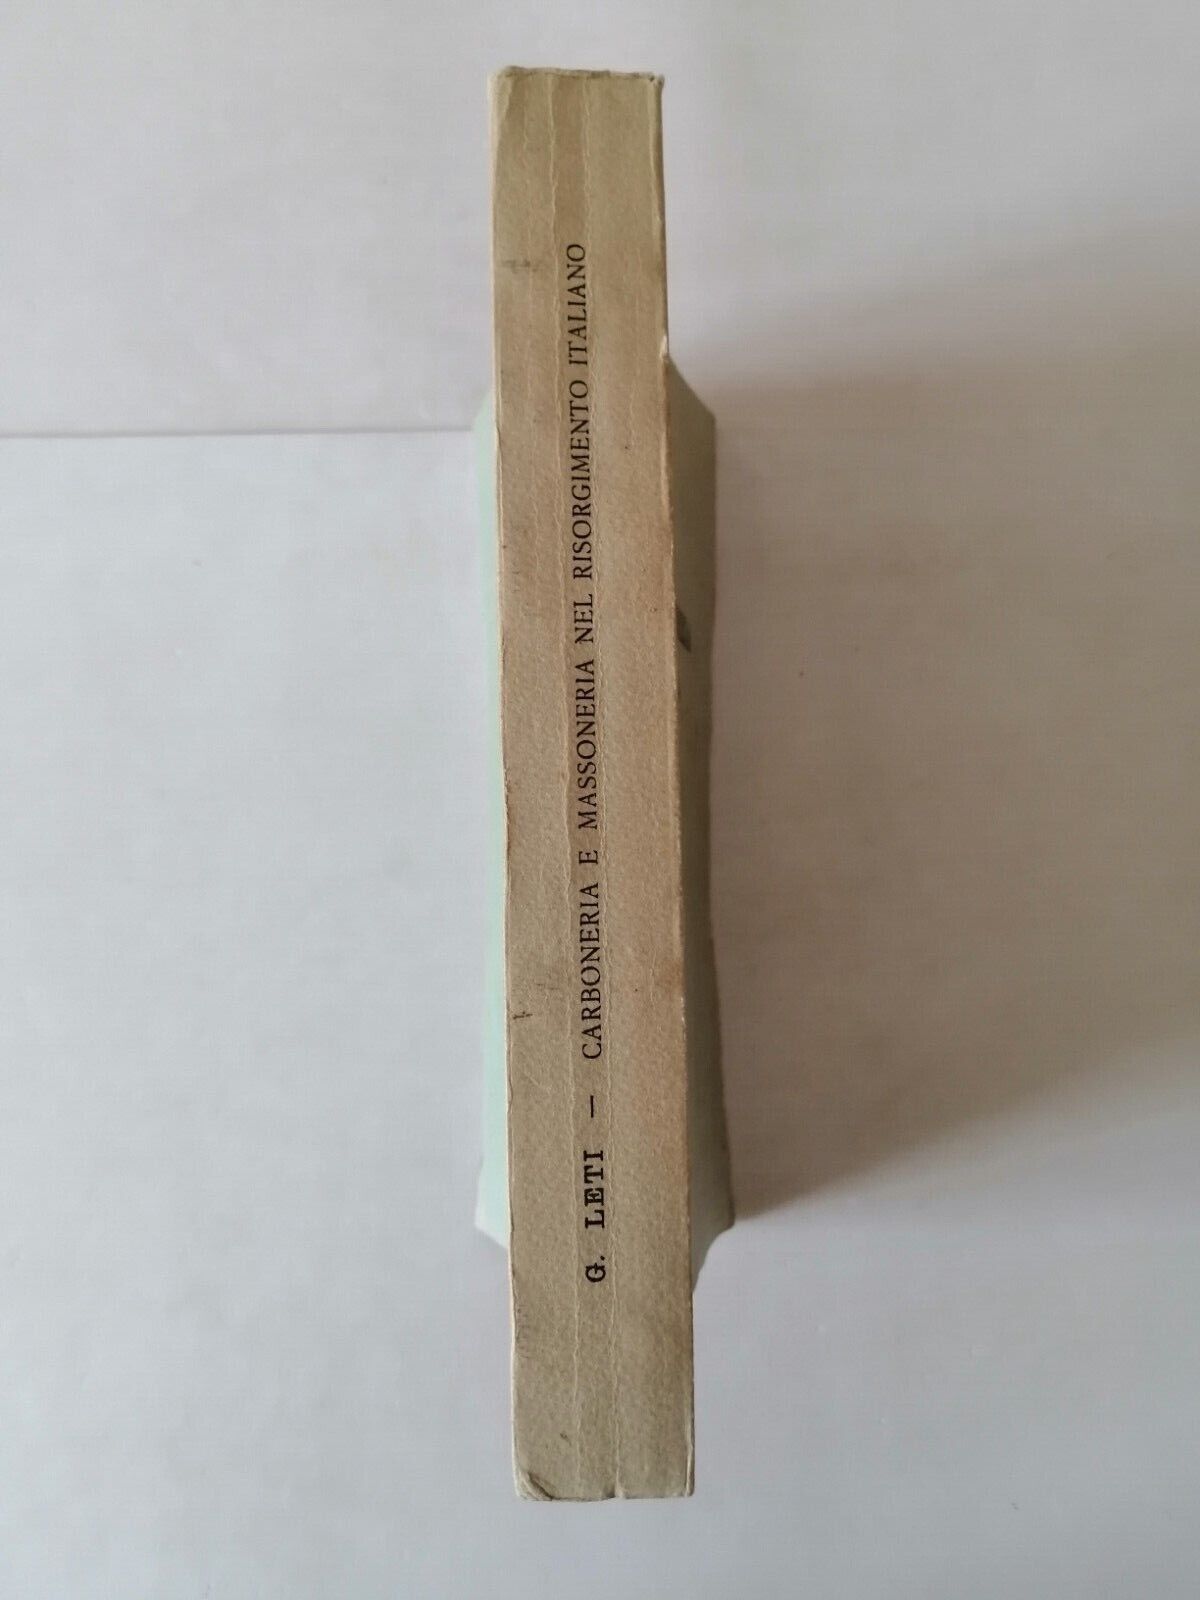 G. LETI — CARBONERIA E MASSONERIA NEL RISORGIMENTO ITALIANO